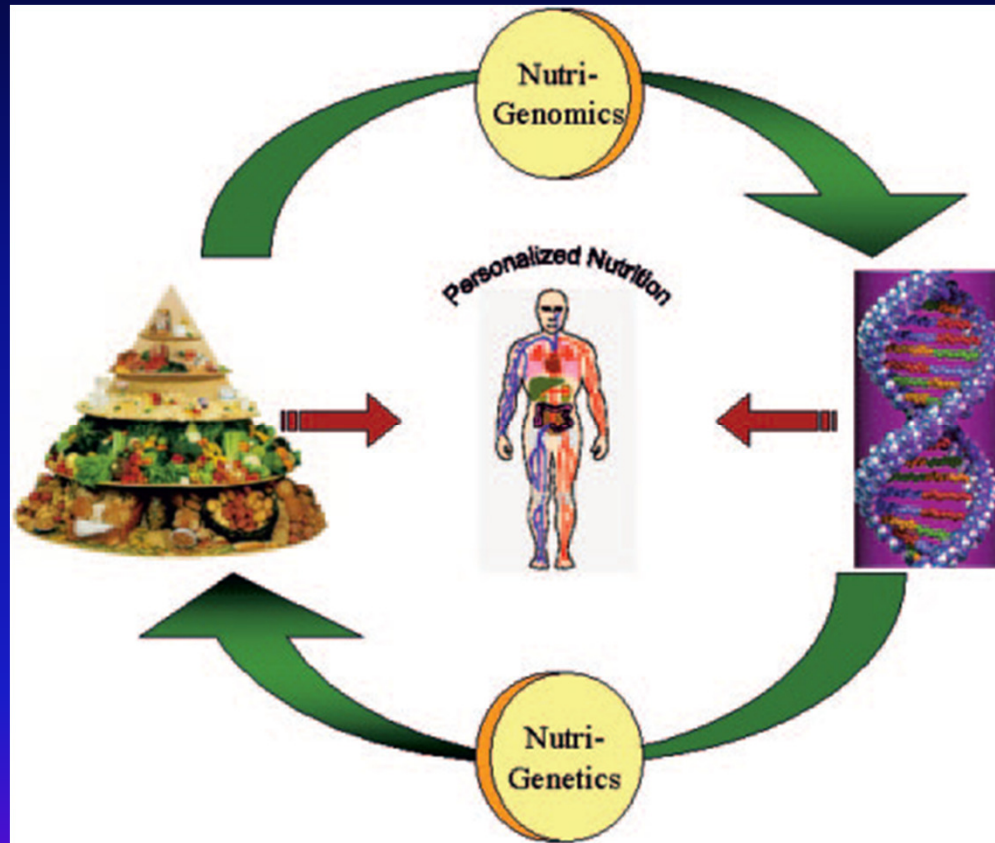 Nutri-
Genomics
Personalized Nutrition
Nutri-
Genetics